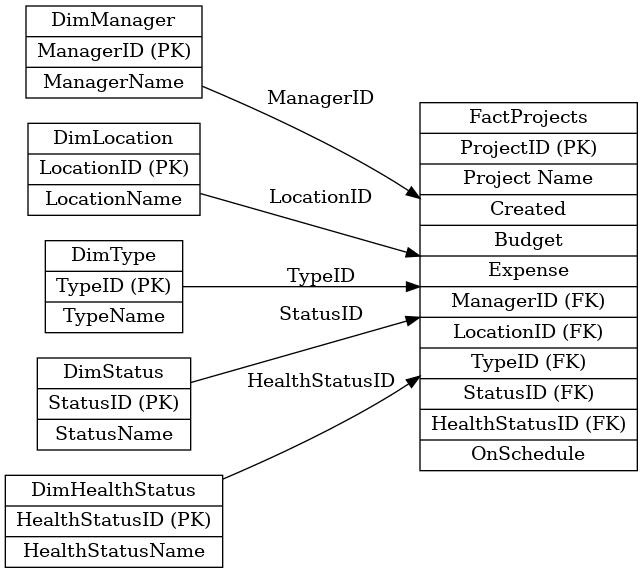 DimManager
ManagerID (PK)
ManagerName
ManagerID
DimLocation
LocationID (PK)
LocationName
LocationID
DimType
TypeID (PK)
TypeName
TypeID
DimStatus
StatusID (PK)
StatusName
StatusID
DimHealthStatus
HealthStatusID (PK)
HealthStatusName
HealthStatusID
FactProjects
ProjectID (PK)
Project Name
Created
Budget
Expense
ManagerID (FK)
LocationID (FK)
TypeID (FK)
StatusID (FK)
HealthStatusID (FK)
OnSchedule